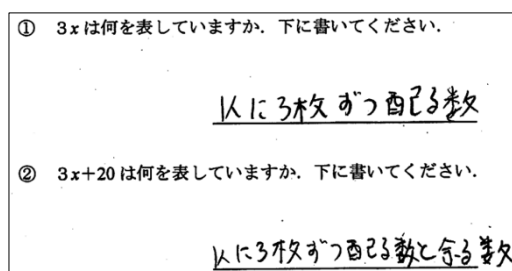 ① 3xは何を表していますか．下に書いてください．
1人に3枚ずつ配る数
② 3x+20は何を表していますか．下に書いてください．
1人に3枚ずつ配る数と余る数